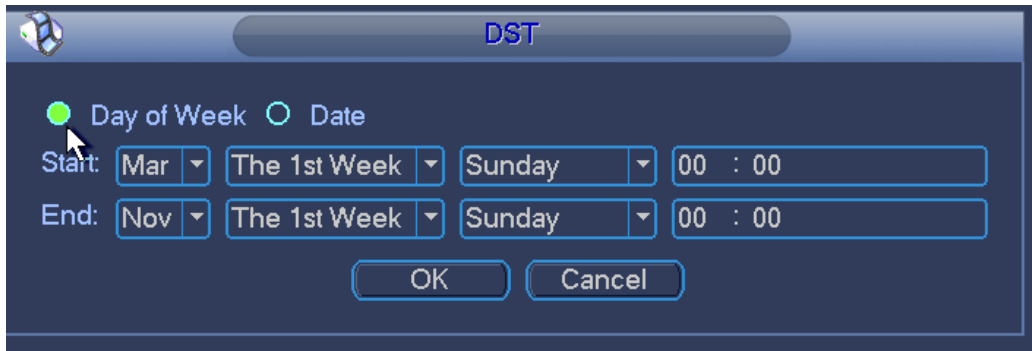 DST
Day of Week Date
Start: Mar The 1st Week Sunday 00 : 00
End: Nov The 1st Week Sunday 00 : 00
OK Cancel